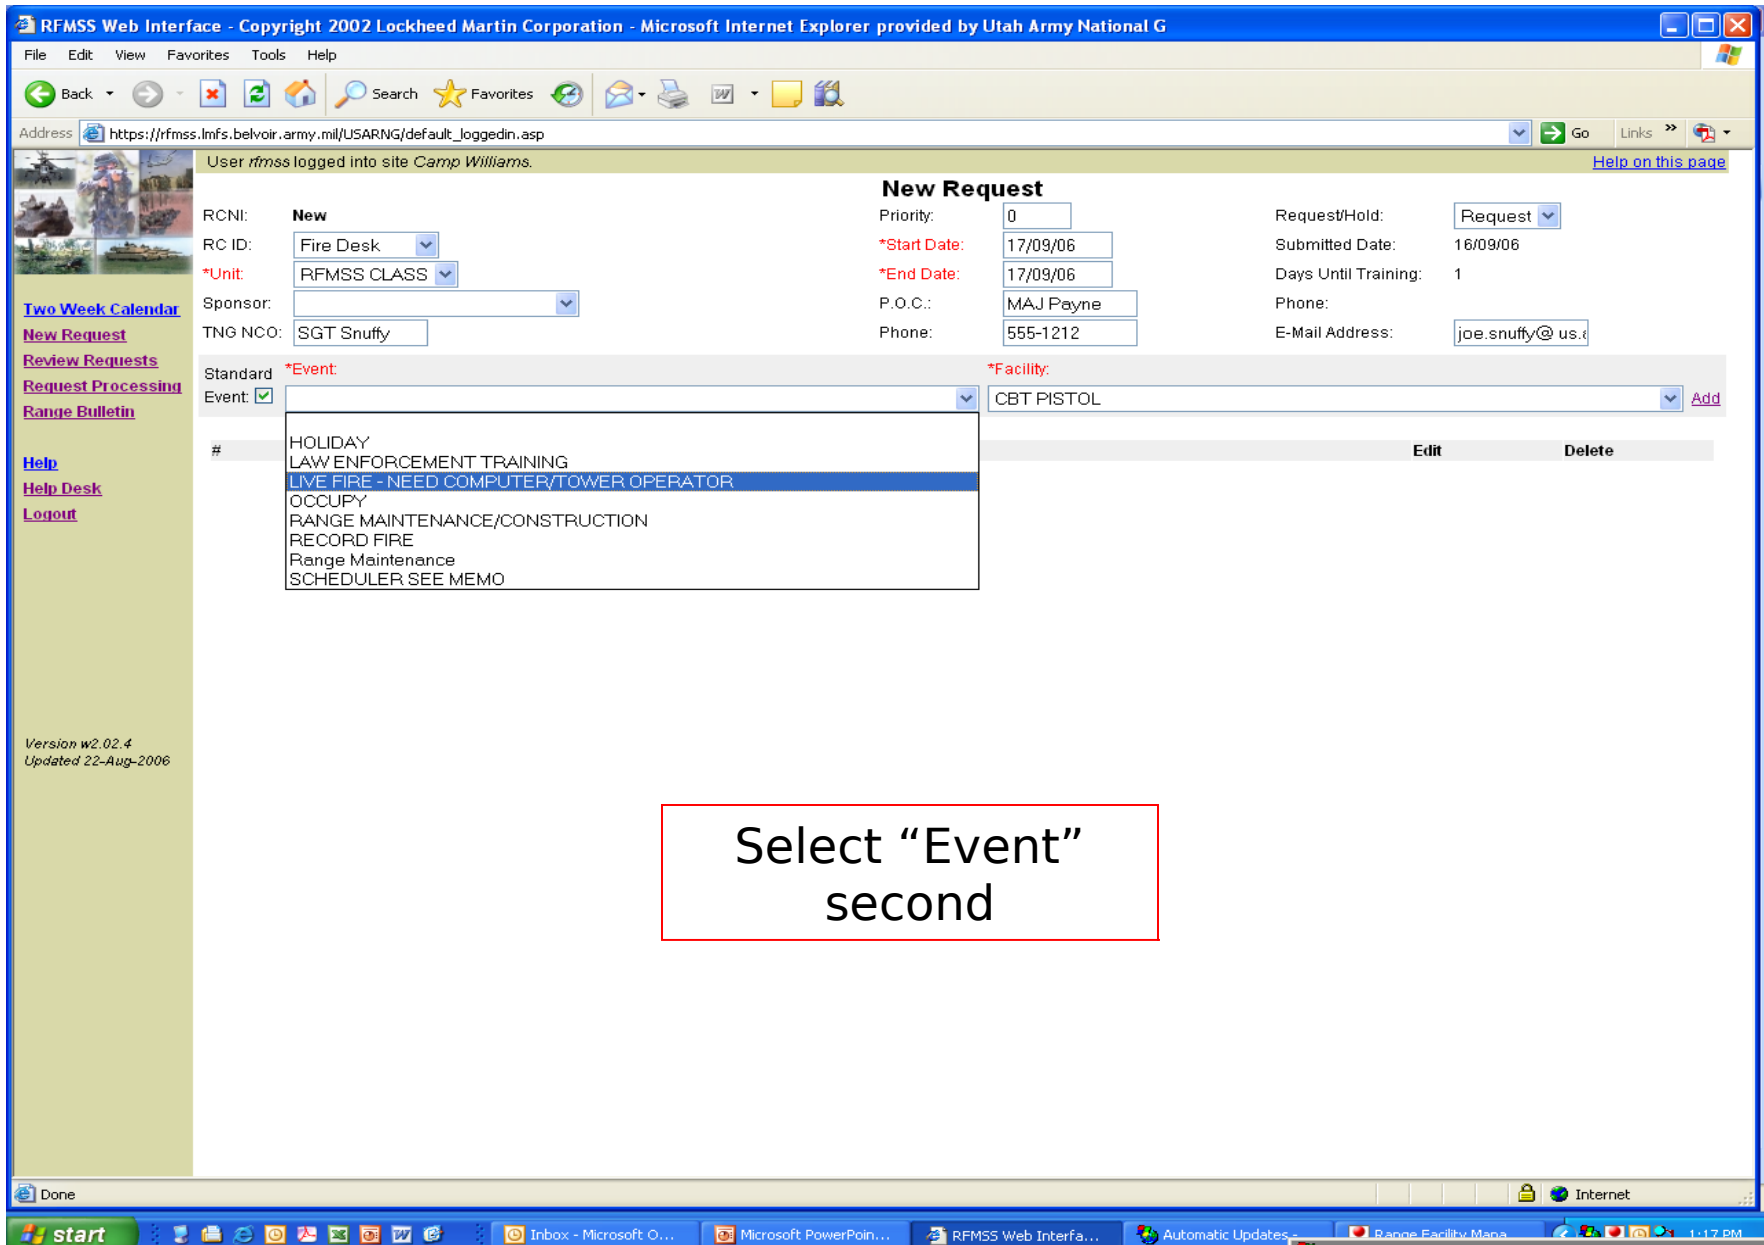 RFMSS Web Interface - Copyright 2002 Lockheed Martin Corporation - Microsoft Internet Explorer provided by Utah Army National G
File Edit View Favorites Tools Help
Back Search Favorites
Address https://rfmss.lmfs.belvoir.army.mil/USARNG/default_loggedin.asp Go Links »
User rfmss logged into site Camp Williams. Help on this page
New Request
RCNI: New Priority: 0 Request/Hold: Request
RC ID: Fire Desk *Start Date: 17/09/06 Submitted Date: 16/09/06
*Unit: RFMSS CLASS *End Date: 17/09/06 Days Until Training: 1
Sponsor: P.O.C.: MAJ Payne Phone:
TNG NCO: SGT Snuffy Phone: 555-1212 E-Mail Address: joe.snuffy@ us.
Two Week Calendar
New Request
Review Requests
Request Processing
Range Bulletin
Help
Help Desk
Logout
Standard *Event: *Facility:
Event: CBT PISTOL Add
# Edit Delete
HOLIDAY
LAW ENFORCEMENT TRAINING
LIVE FIRE - NEED COMPUTER/TOWER OPERATOR
OCCUPY
RANGE MAINTENANCE/CONSTRUCTION
RECORD FIRE
Range Maintenance
SCHEDULER SEE MEMO
Version w2.02.4
Updated 22-Aug-2006
Select “Event”
second
Done Internet
start Inbox - Microsoft O... Microsoft PowerPoin... RFMSS Web Interfa... Automatic Updates - Range Facility Mana 1:17 PM